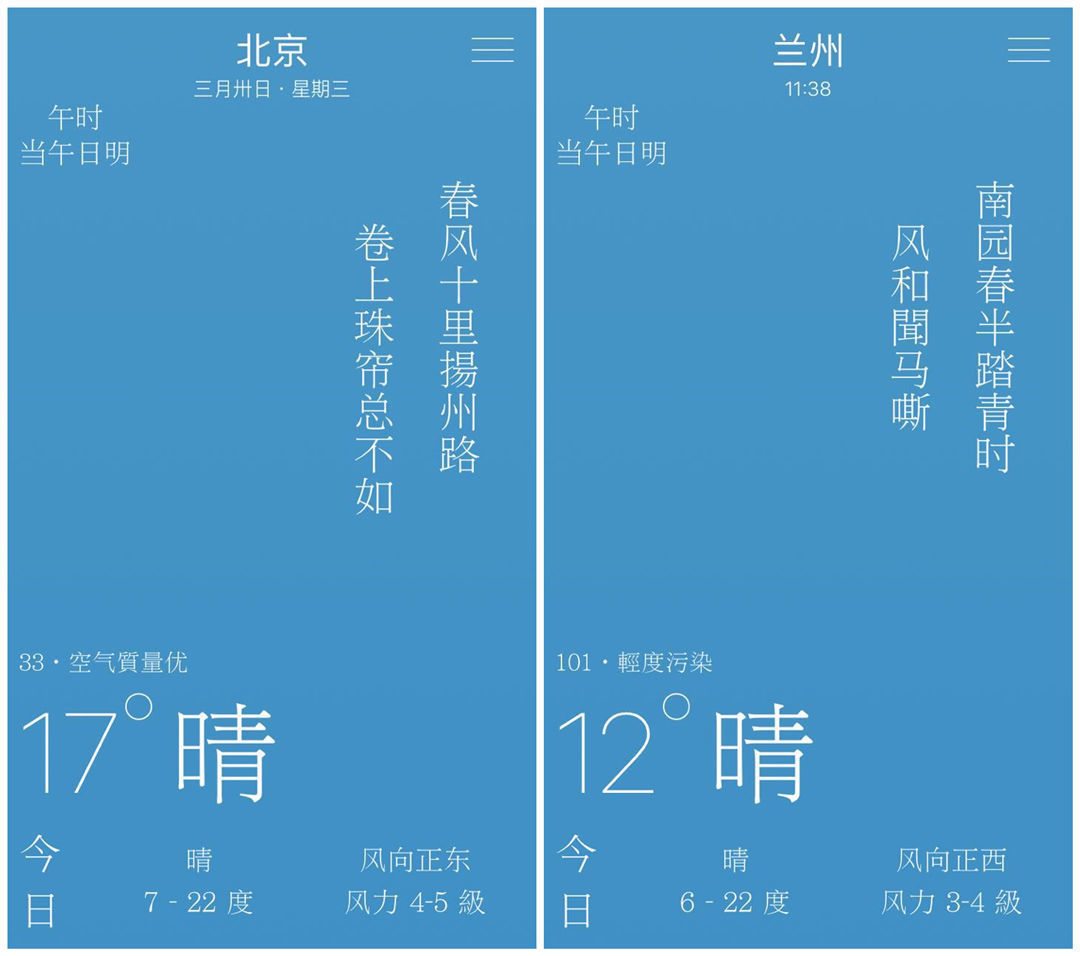 北京
三月卅日 · 星期三
午时
当午日明
春风十里揚州路
卷上珠帘总不如
33 · 空气質量优
17° 晴
今日
晴
7 - 22 度
风向正东
风力 4-5 級
兰州
11:38
午时
当午日明
南园春半踏青时
风和聞马嘶
101 · 輕度污染
12° 晴
今日
晴
6 - 22 度
风向正西
风力 3-4 級